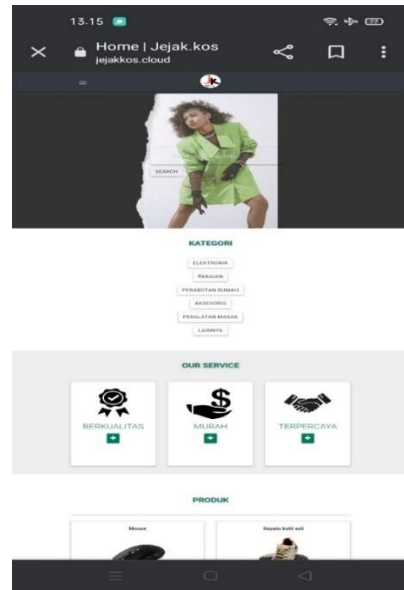 13.15
77
Home | Jejak.kos
jejakkos.cloud
SEARCH
KATEGORI
ELEKTRONIK
PAKAIAN
PERABOTAN RUMAH
AKSESORIS
PERALATAN MASAK
LAINNYA
OUR SERVICE
BERKUALITAS
MURAH
TERPERCAYA
PRODUK
Mouse
Sepatu kulit asli